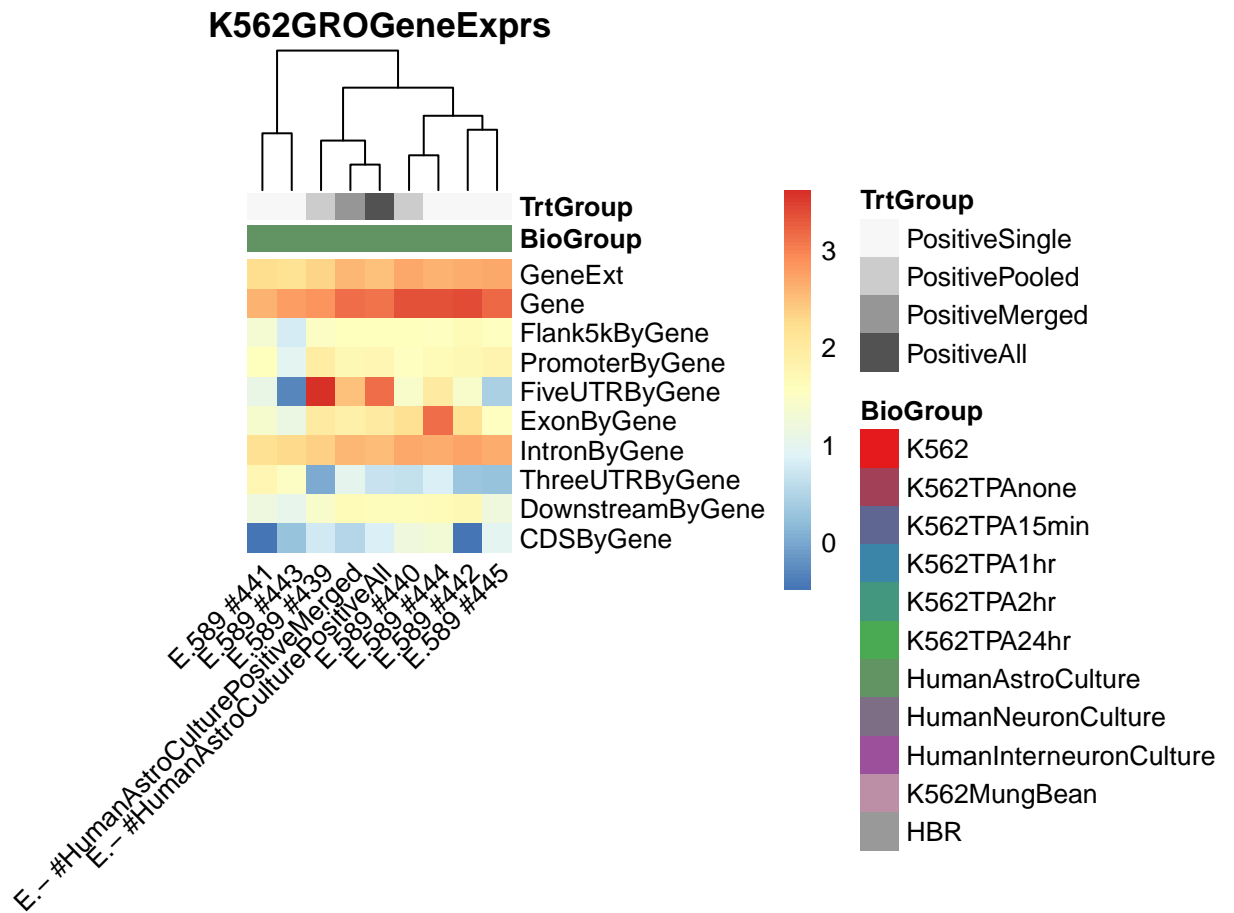 K562GROGeneExprs
TrtGroup
BioGroup
GeneExt
Gene
Flank5kByGene
PromoterByGene
FiveUTRByGene
ExonByGene
IntronByGene
ThreeUTRByGene
DownstreamByGene
CDSByGene
E.589 #441
E.589 #443
E.589 #439
E.– #HumanAstroCulturePositiveMerged
E.– #HumanAstroCulturePositiveAll
E.589 #440
E.589 #444
E.589 #442
E.589 #445
3
2
1
0
TrtGroup
PositiveSingle
PositivePooled
PositiveMerged
PositiveAll
BioGroup
K562
K562TPAnone
K562TPA15min
K562TPA1hr
K562TPA2hr
K562TPA24hr
HumanAstroCulture
HumanNeuronCulture
HumanInterneuronCulture
K562MungBean
HBR